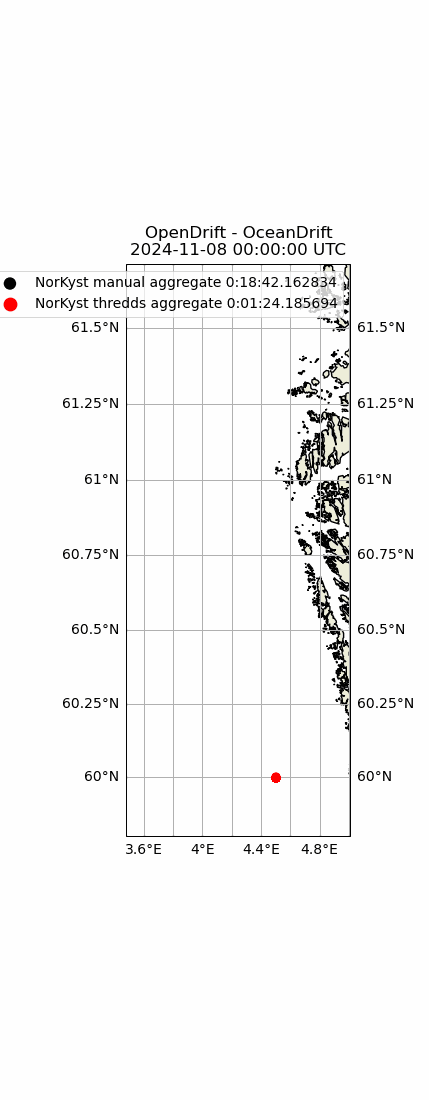 OpenDrift - OceanDrift
2024-11-08 00:00:00 UTC
NorKyst manual aggregate 0:18:42.162834
NorKyst thredds aggregate 0:01:24.185694
61.5°N 61.5°N
61.25°N 61.25°N
61°N 61°N
60.75°N 60.75°N
60.5°N 60.5°N
60.25°N 60.25°N
60°N 60°N
3.6°E 4°E 4.4°E 4.8°E